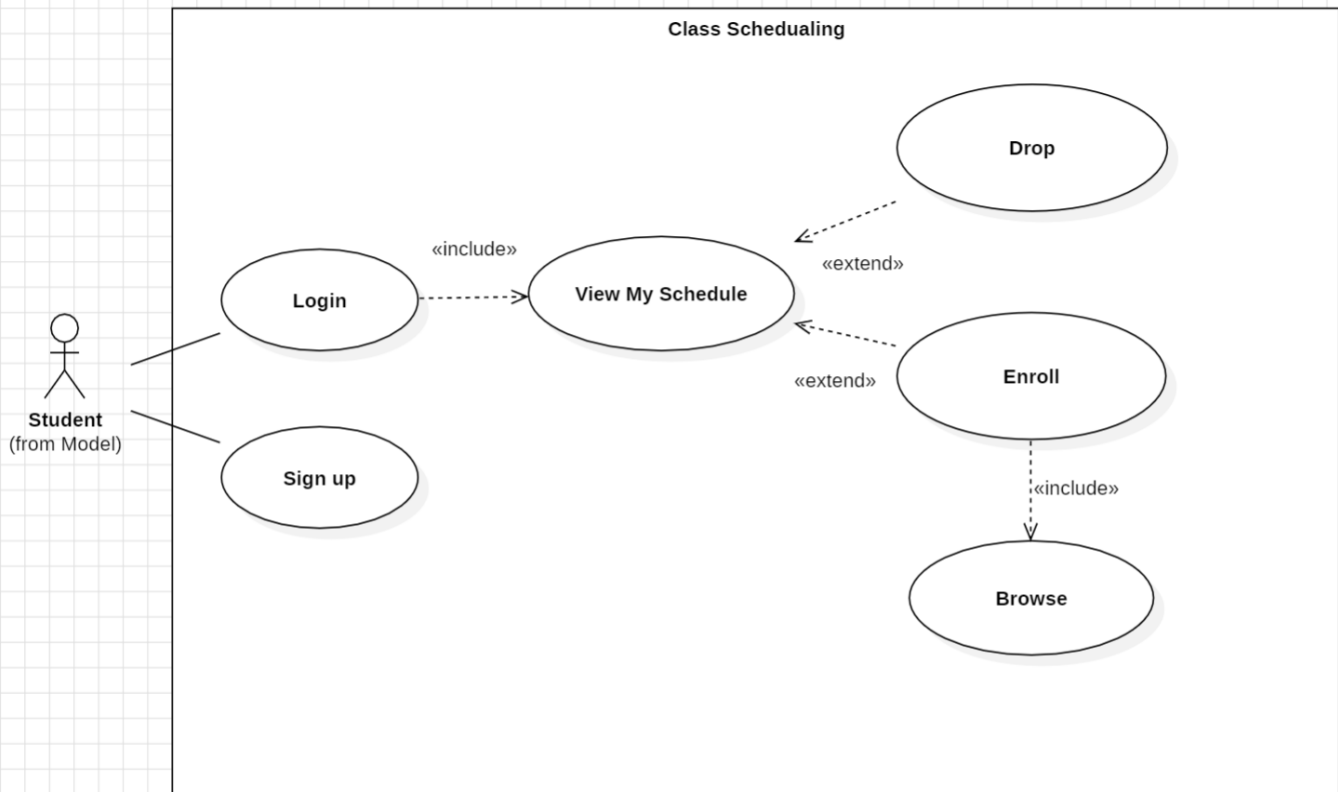 Class Schedualing
Drop
«include»
«extend»
Login
View My Schedule
Enroll
«extend»
Student
(from Model)
Sign up
«include»
Browse